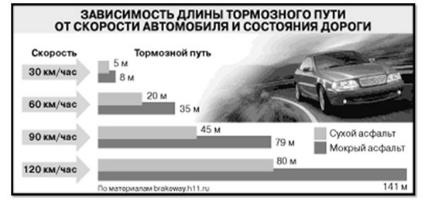 ЗАВИСИМОСТЬ ДЛИНЫ ТОРМОЗНОГО ПУТИ
ОТ СКОРОСТИ АВТОМОБИЛЯ И СОСТОЯНИЯ ДОРОГИ
Скорость Тормозной путь
30 км/час 5 м
8 м
60 км/час 20 м
35 м
90 км/час 45 м
79 м
Сухой асфальт
Мокрый асфальт
120 км/час 80 м
141 м
По материалам brakeway.h11.ru